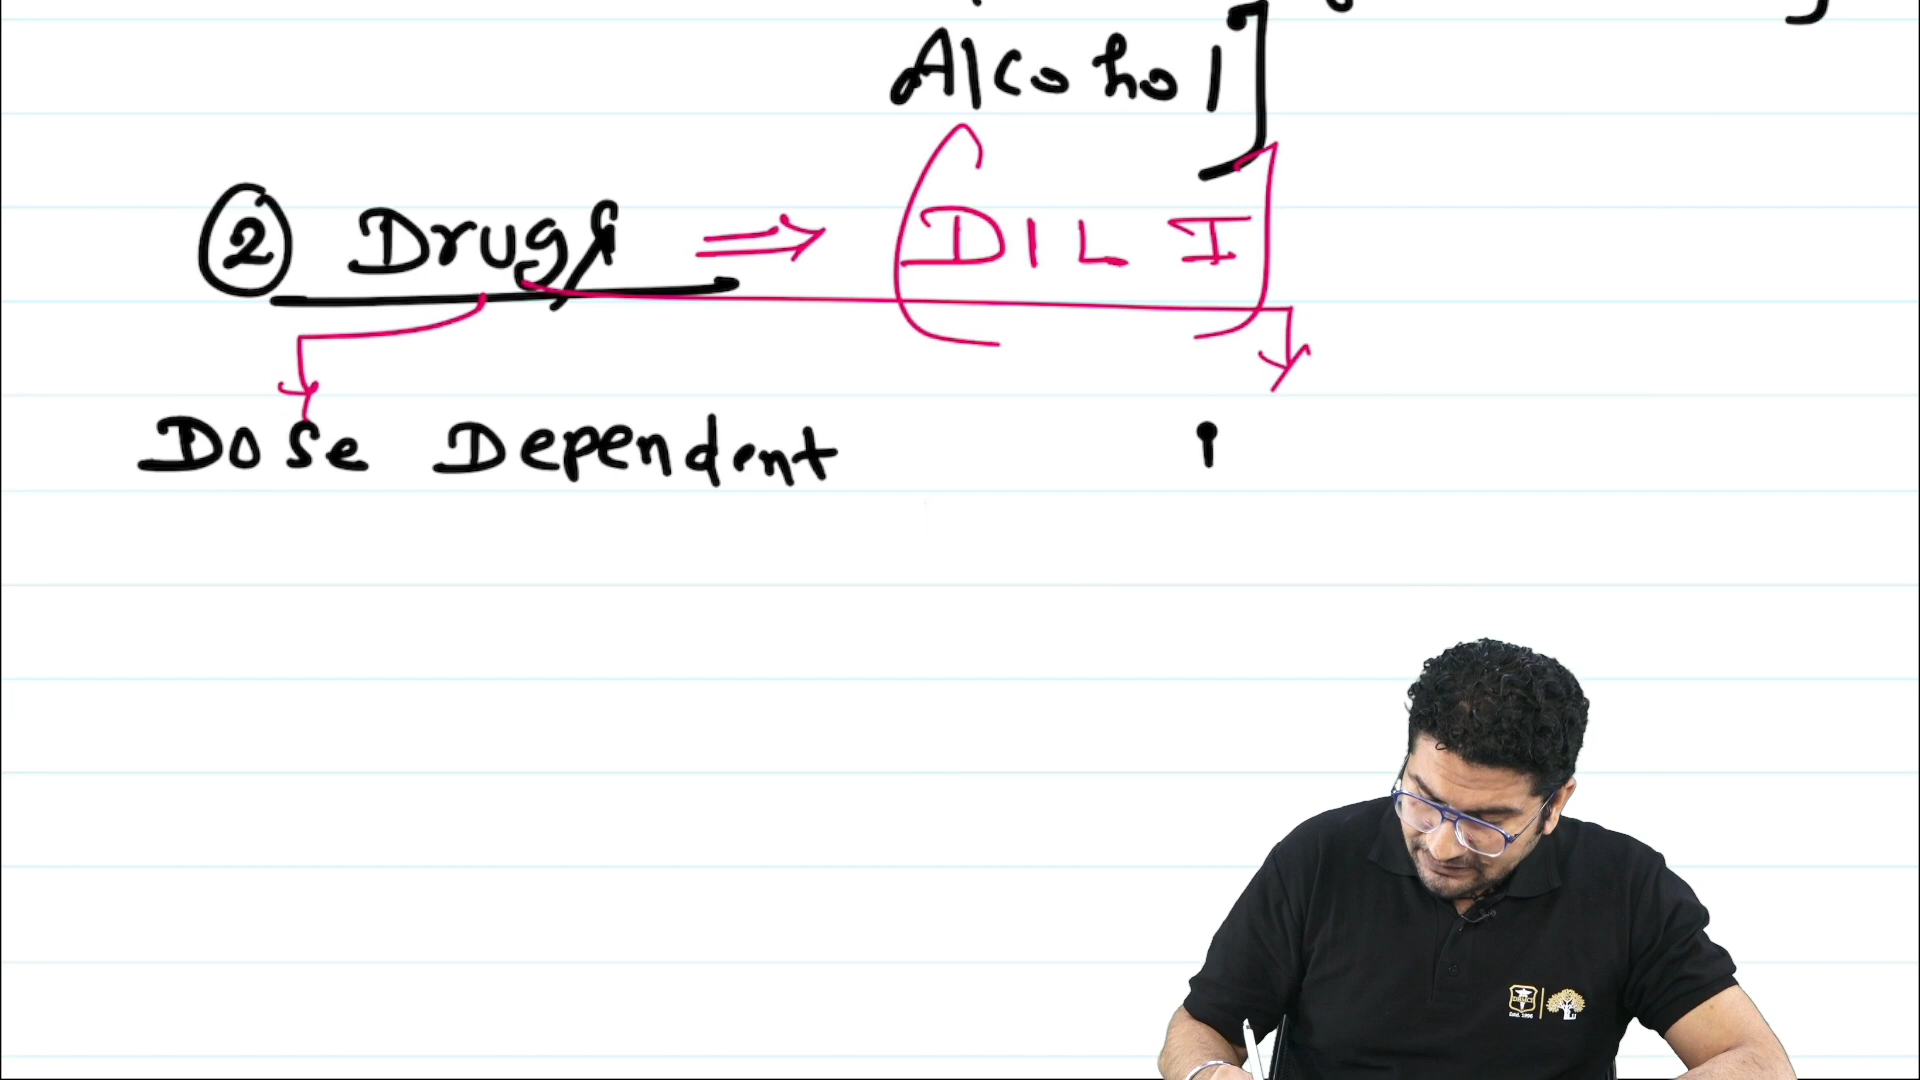 Alcohol]
② Drugs ⇒ (DILI)
Dose Dependent